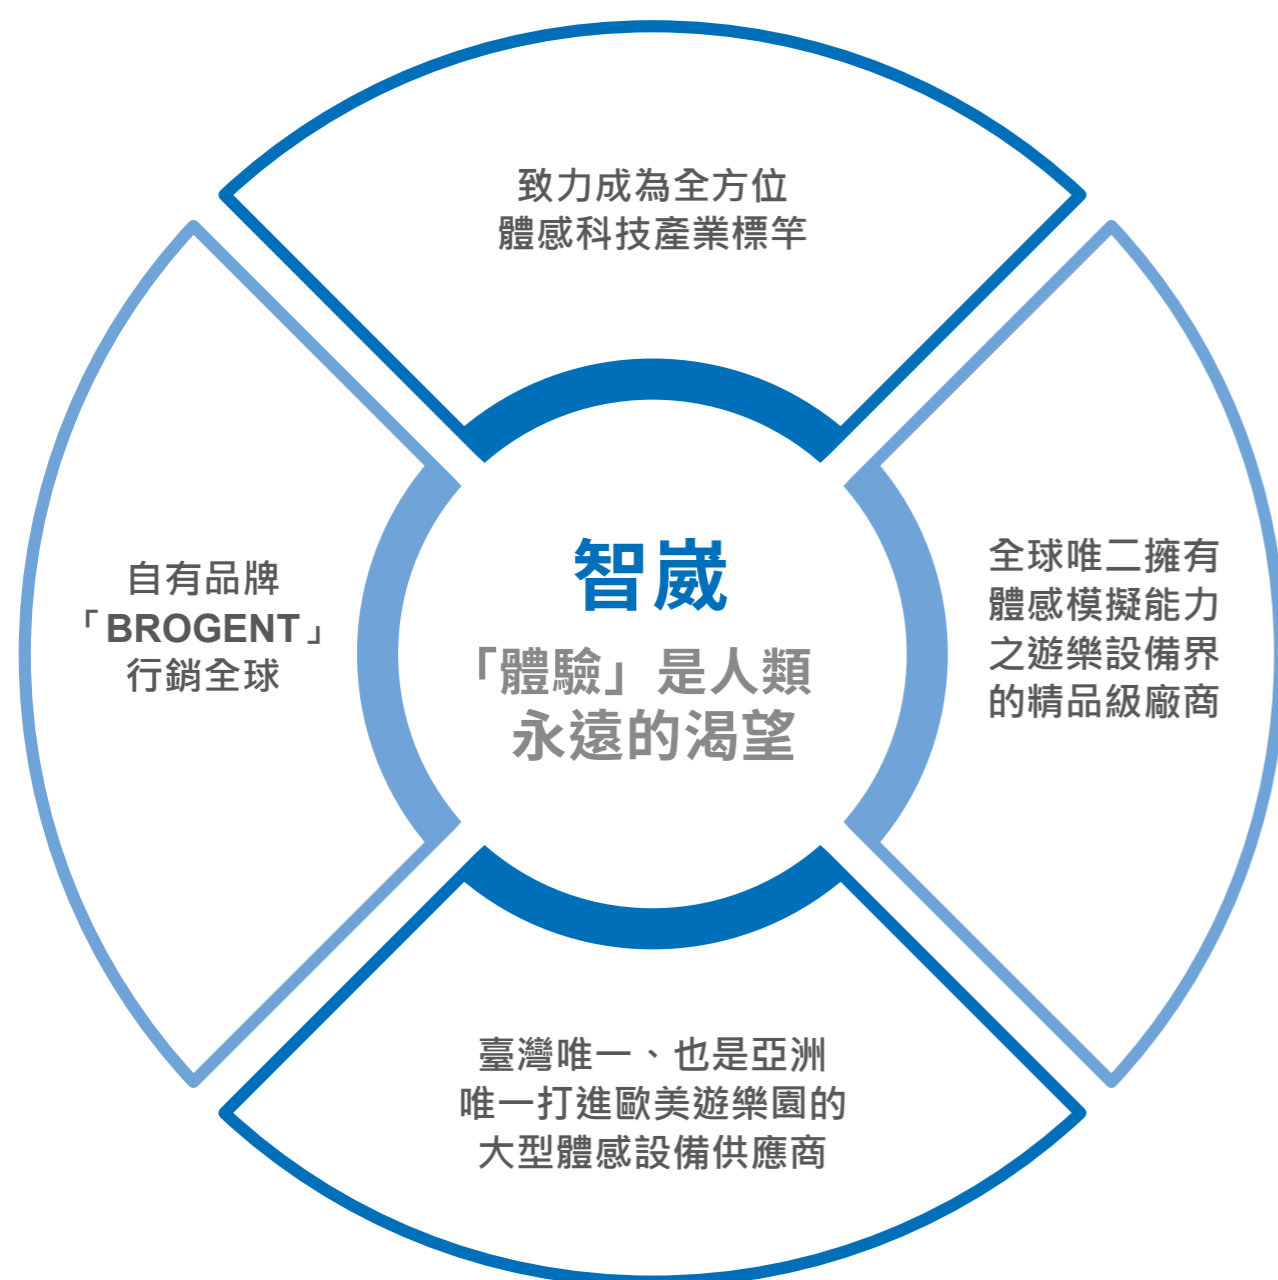 致力成為全方位
體感科技產業標竿
自有品牌
「BROGENT」
行銷全球
智崴
「體驗」是人類
永遠的渴望
全球唯二擁有
體感模擬能力
之遊樂設備界
的精品級廠商
臺灣唯一、也是亞洲
唯一打進歐美遊樂園的
大型體感設備供應商